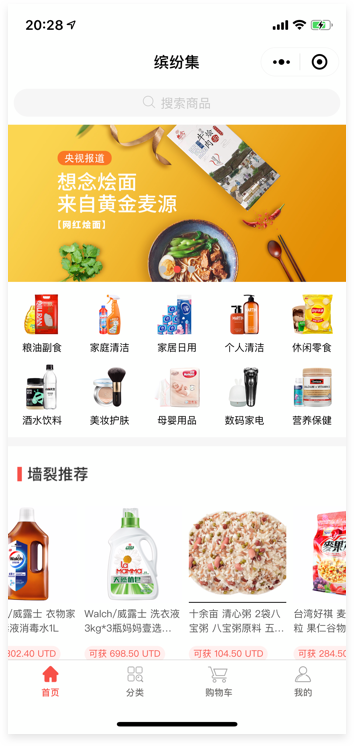 20:28
缤纷集
搜索商品
央视报道
想念烩面
来自黄金麦源
【网红烩面】
粮油副食 家庭清洁 家居日用 个人清洁 休闲零食
酒水饮料 美妆护肤 母婴用品 数码家电 营养保健
墙裂推荐
/威露士 衣物家 Walch/威露士 洗衣液 十余亩 清心粥 2袋八 台湾好祺 麦
液消毒水1L 3kg*3瓶妈妈壹选... 宝粥 八宝粥原料 五... 粒 果仁谷物
302.40 UTD 可获 698.50 UTD 可获 104.50 UTD 可获 284.50
首页 分类 购物车 我的